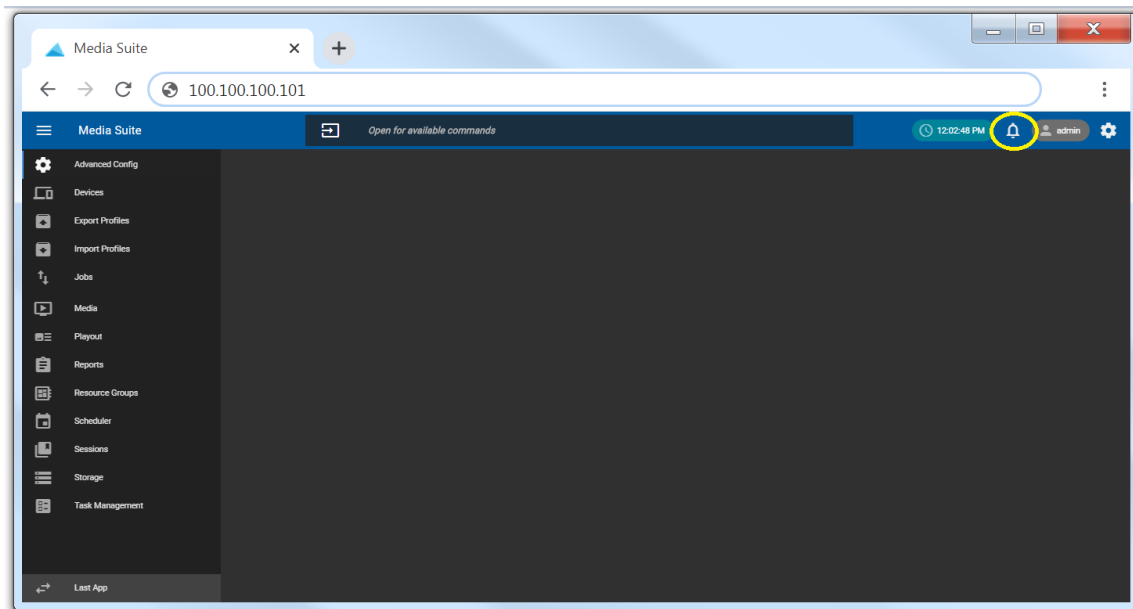 Media Suite
100.100.100.101
Media Suite
Open for available commands
12:02:48 PM
admin
Advanced Config
Devices
Export Profiles
Import Profiles
Jobs
Media
Playout
Reports
Resource Groups
Scheduler
Sessions
Storage
Task Management
Last App